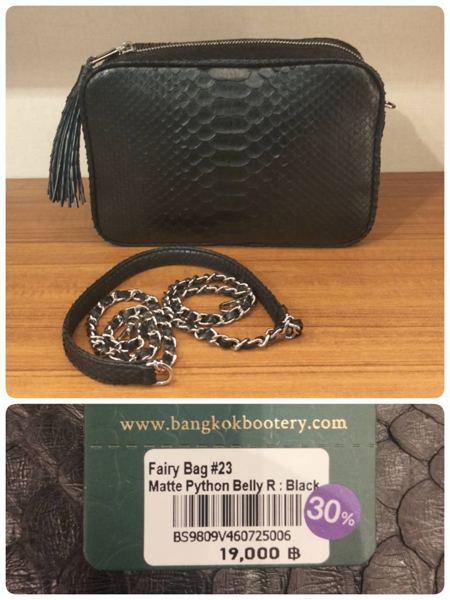 www.bangkokbootery.com
Fairy Bag #23
Matte Python Belly R : Black
30%
BS9809V460725006
19,000 ฿